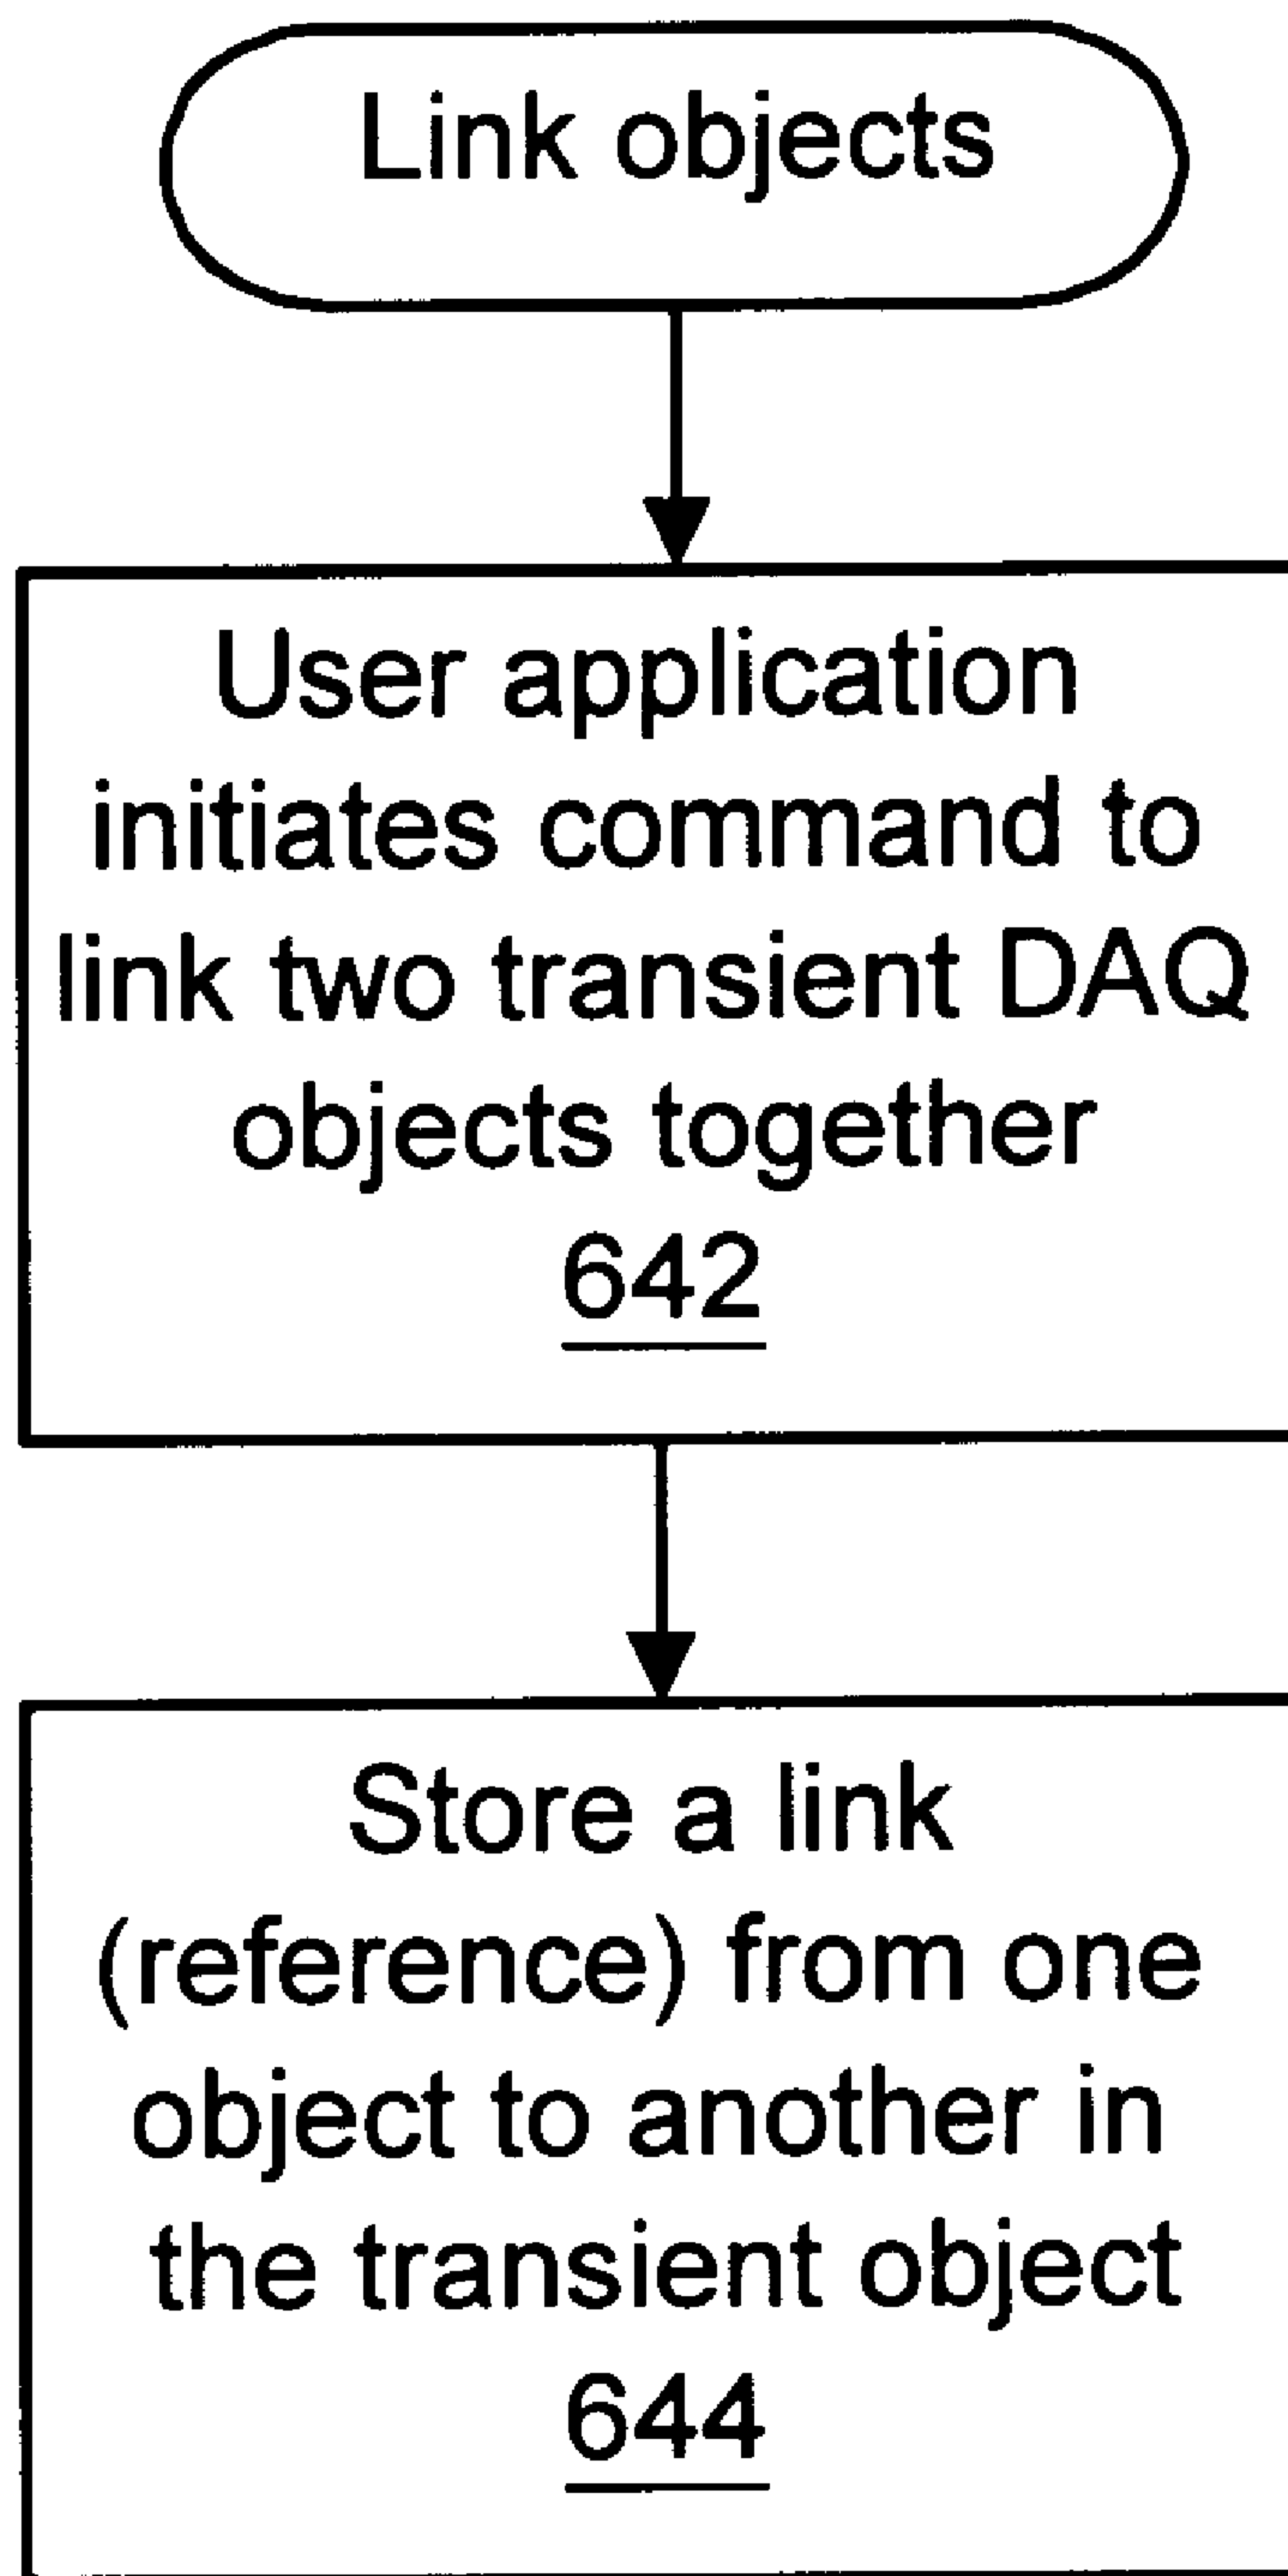 Link objects
User application
initiates command to
link two transient DAQ
objects together
642
Store a link
(reference) from one
object to another in
the transient object
644